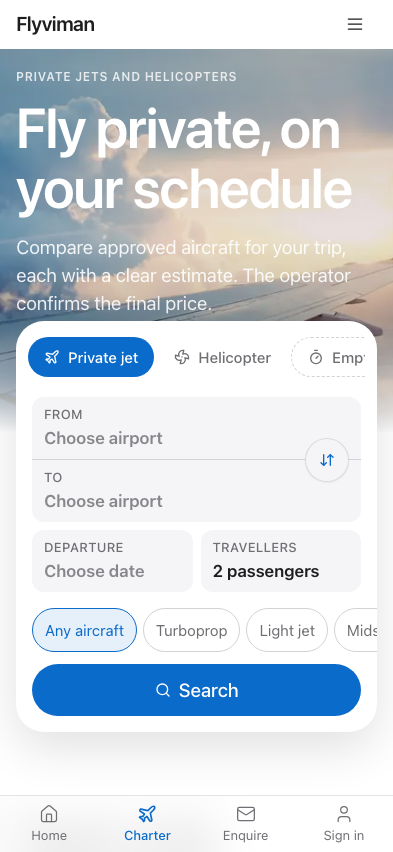 Flyviman
PRIVATE JETS AND HELICOPTERS
Fly private, on
your schedule
Compare approved aircraft for your trip,
each with a clear estimate. The operator
confirms the final price.
Private jet
Helicopter
FROM
Choose airport
TO
Choose airport
DEPARTURE
Choose date
TRAVELLERS
2 passengers
Any aircraft
Turboprop
Light jet
Search
Home
Charter
Enquire
Sign in